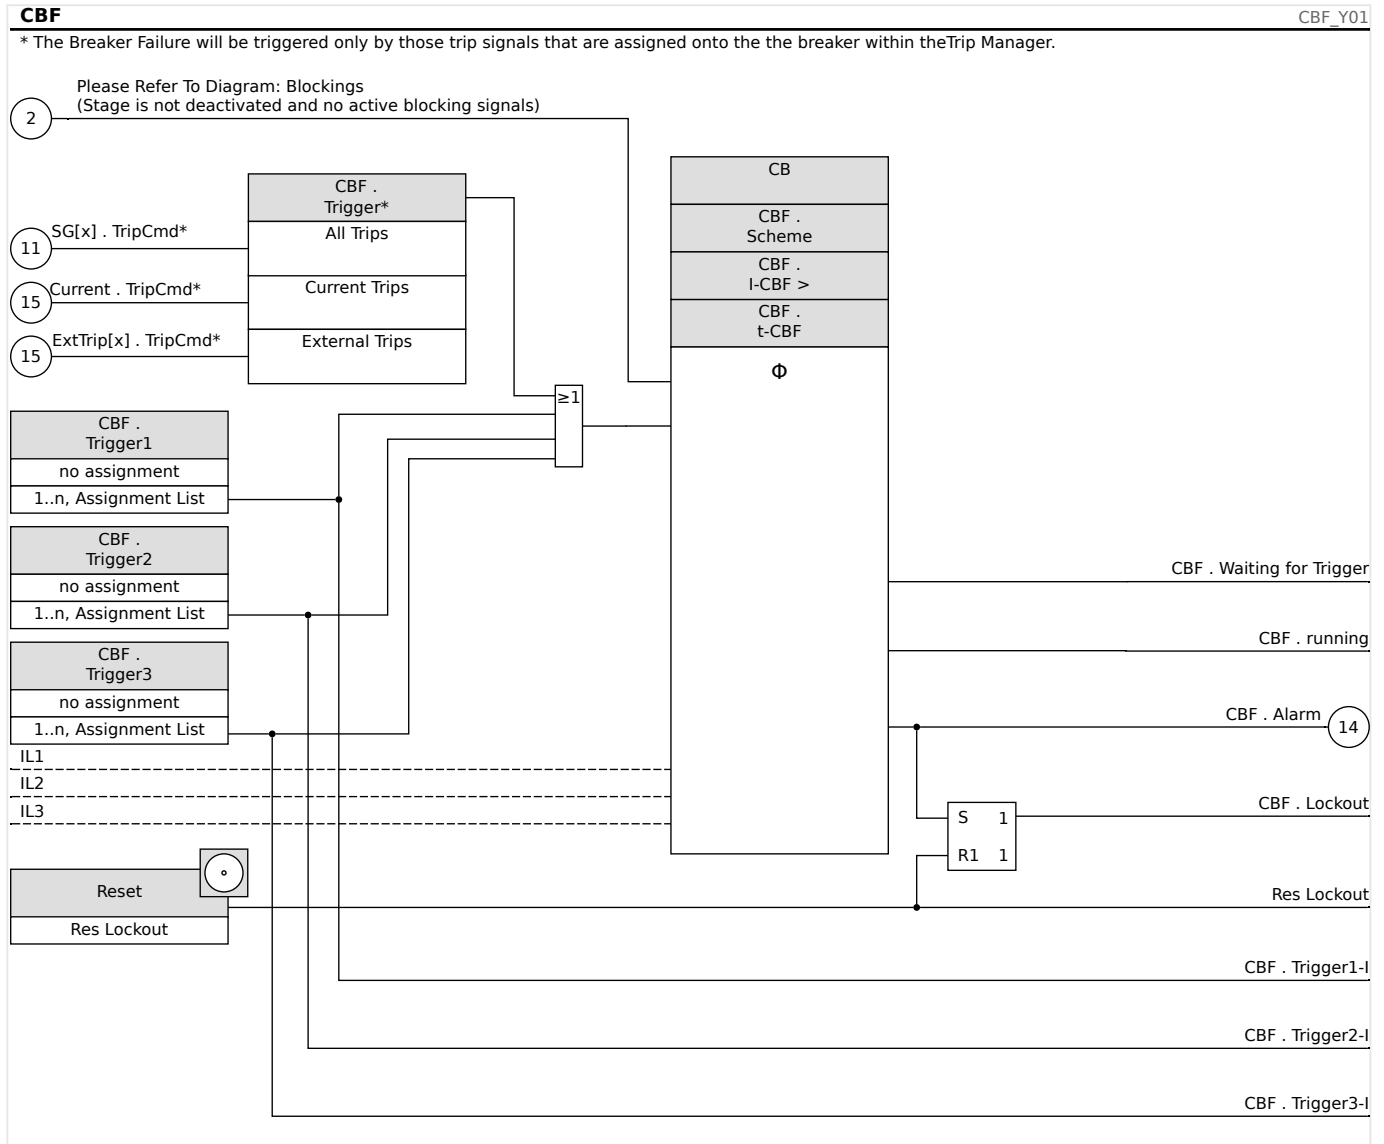 CBF
CBF_Y01
* The Breaker Failure will be triggered only by those trip signals that are assigned onto the the breaker within theTrip Manager.
Please Refer To Diagram: Blockings
(Stage is not deactivated and no active blocking signals)
2
CB
CBF .
Scheme
CBF .
I-CBF >
CBF .
t-CBF
Φ
CBF .
Trigger*
All Trips
Current Trips
External Trips
SG[x] . TripCmd*
11
Current . TripCmd*
15
ExtTrip[x] . TripCmd*
15
≥1
CBF .
Trigger1
no assignment
1..n, Assignment List
CBF .
Trigger2
no assignment
1..n, Assignment List
CBF .
Trigger3
no assignment
1..n, Assignment List
IL1
IL2
IL3
CBF . Waiting for Trigger
CBF . running
CBF . Alarm
14
S 1
R1 1
CBF . Lockout
Reset
Res Lockout
Res Lockout
CBF . Trigger1-I
CBF . Trigger2-I
CBF . Trigger3-I